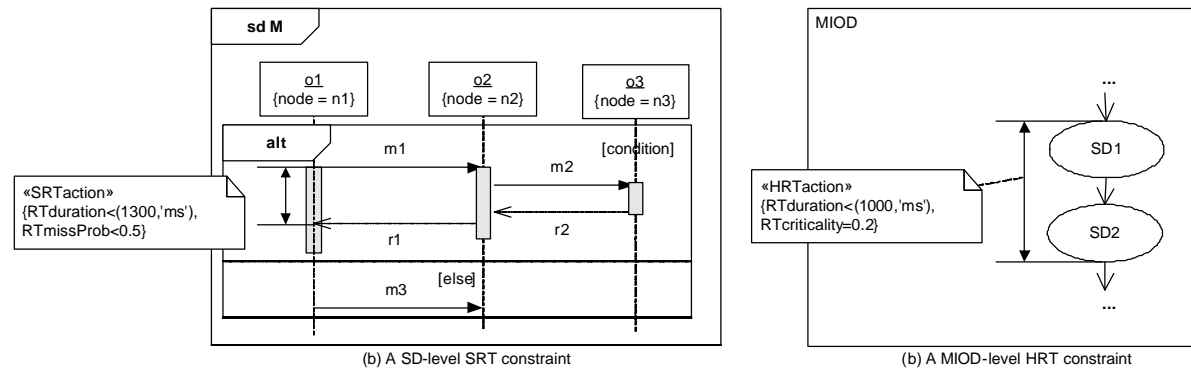 sd M
o1
{node = n1}
o2
{node = n2}
o3
{node = n3}
alt
m1
[condition]
m2
«SRTaction»
{RTduration<(1300,'ms'),
RTmissProb<0.5}
r1
r2
[else]
m3
(b) A SD-level SRT constraint
MIOD
...
SD1
«HRTaction»
{RTduration<(1000,'ms'),
RTcriticality=0.2}
SD2
...
(b) A MIOD-level HRT constraint